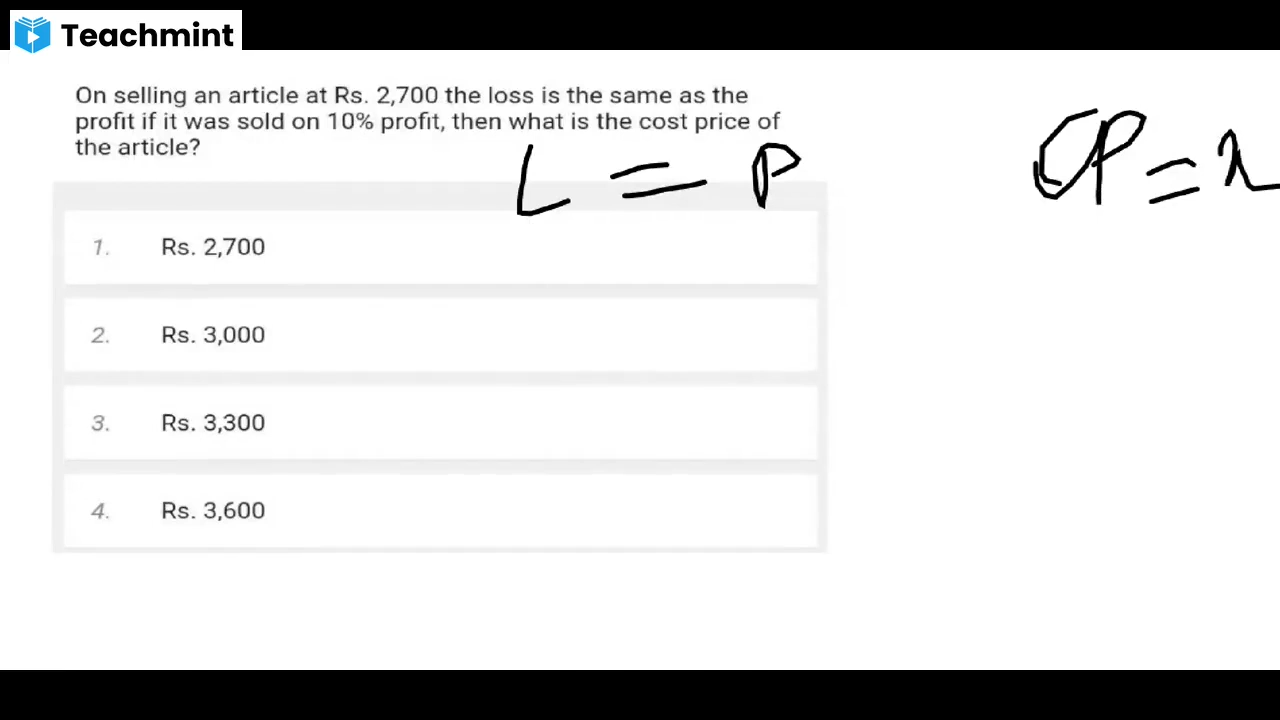 Teachmint
On selling an article at Rs. 2,700 the loss is the same as the
profit if it was sold on 10% profit, then what is the cost price of
the article?
L = P
CP = x
1. Rs. 2,700
2. Rs. 3,000
3. Rs. 3,300
4. Rs. 3,600